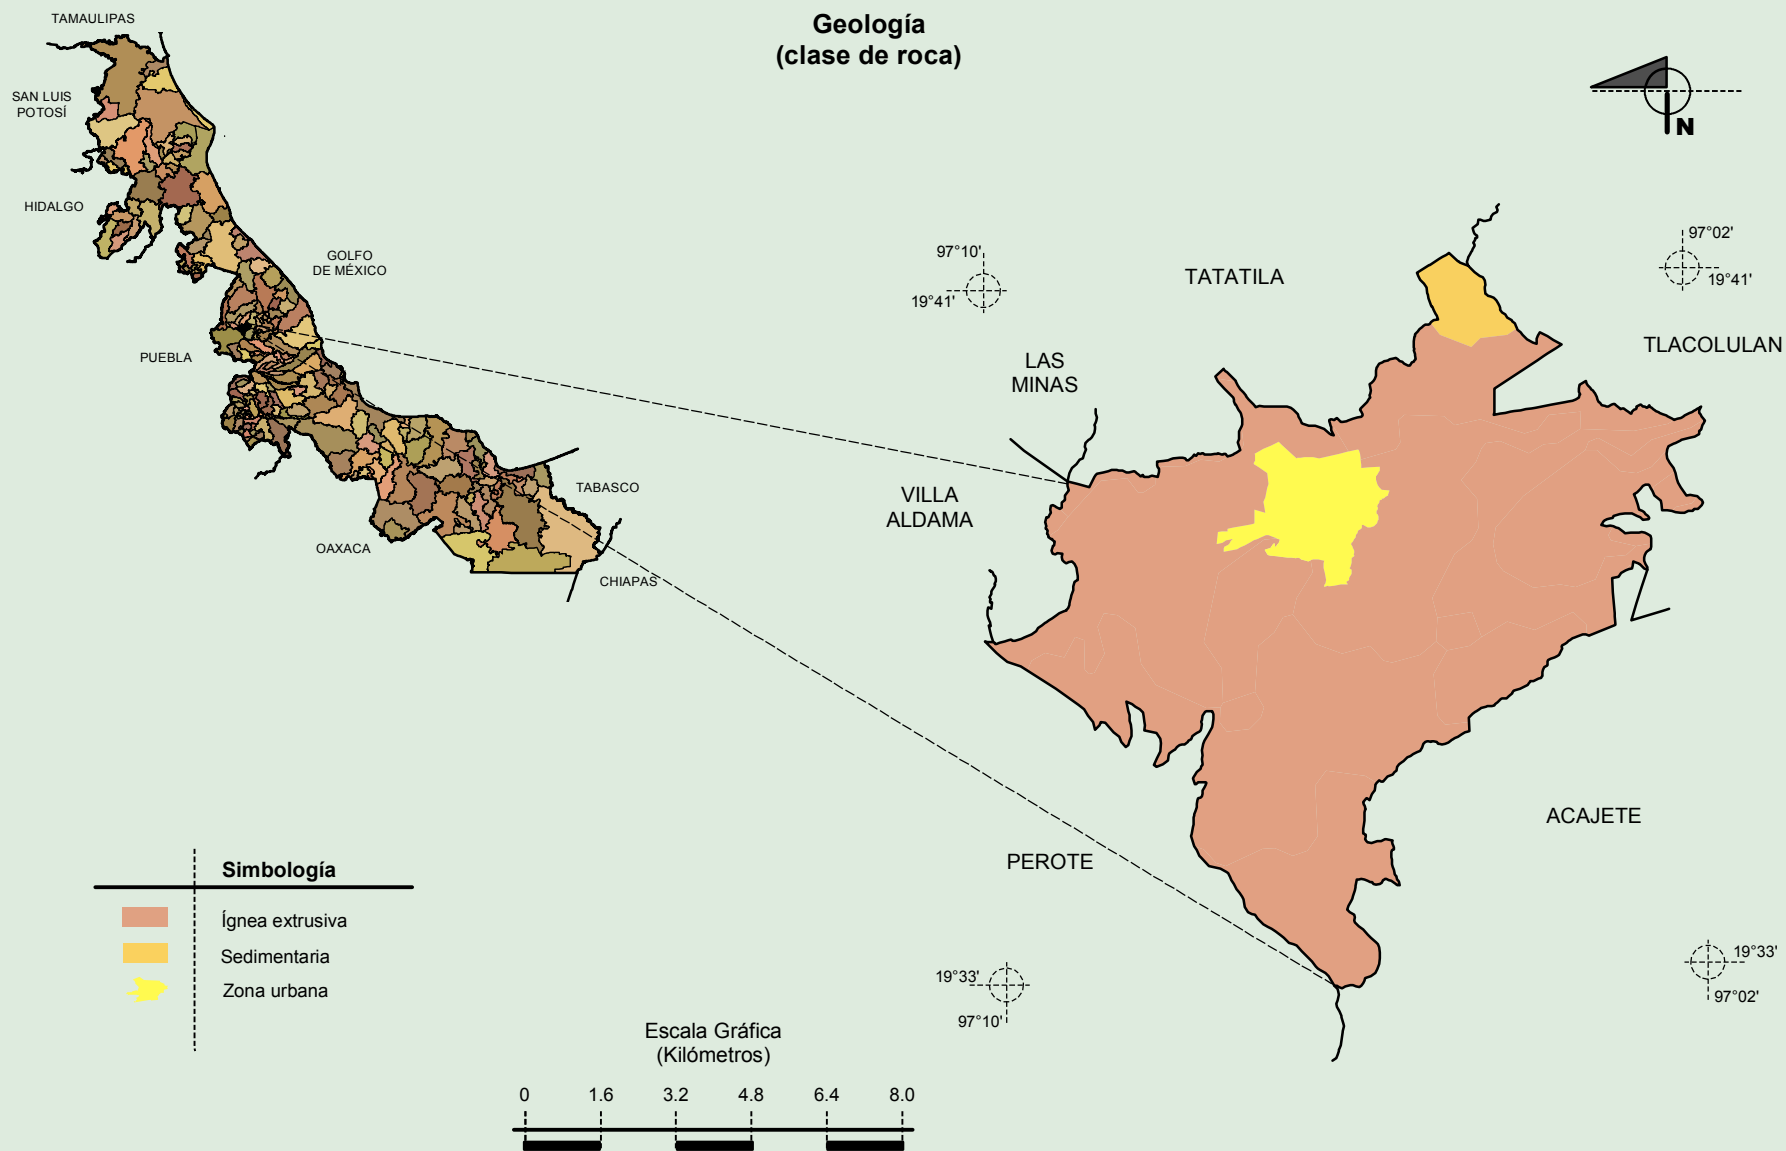 Geología
(clase de roca)
TAMAULIPAS
SAN LUIS
POTOSÍ
HIDALGO
GOLFO
DE MÉXICO
PUEBLA
OAXACA
TABASCO
CHIAPAS
N
97°10'
19°41'
TATATILA
97°02'
19°41'
TLACOLULAN
LAS
MINAS
VILLA
ALDAMA
PEROTE
ACAJETE
19°33'
97°10'
19°33'
97°02'
Simbología
Ígnea extrusiva
Sedimentaria
Zona urbana
Escala Gráfica
(Kilómetros)
0 1.6 3.2 4.8 6.4 8.0